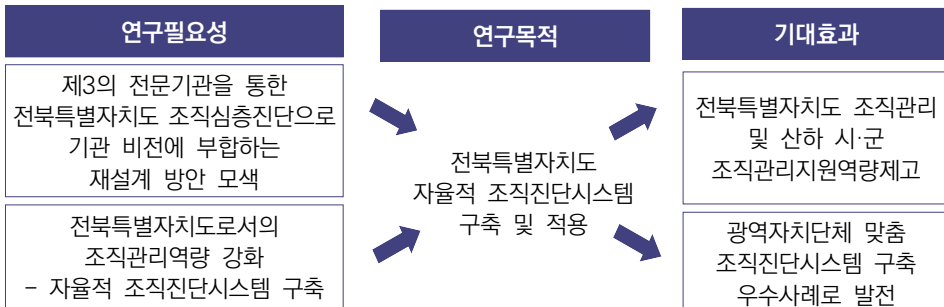 연구필요성
제3의 전문기관을 통한
전북특별자치도 조직심층진단으로
기관 비전에 부합하는
재설계 방안 모색
전북특별자치도로서의
조직관리역량 강화
- 자율적 조직진단시스템 구축
연구목적
전북특별자치도
자율적 조직진단시스템
구축 및 적용
기대효과
전북특별자치도 조직관리
및 산하 시·군
조직관리지원역량제고
광역자치단체 맞춤
조직진단시스템 구축
우수사례로 발전